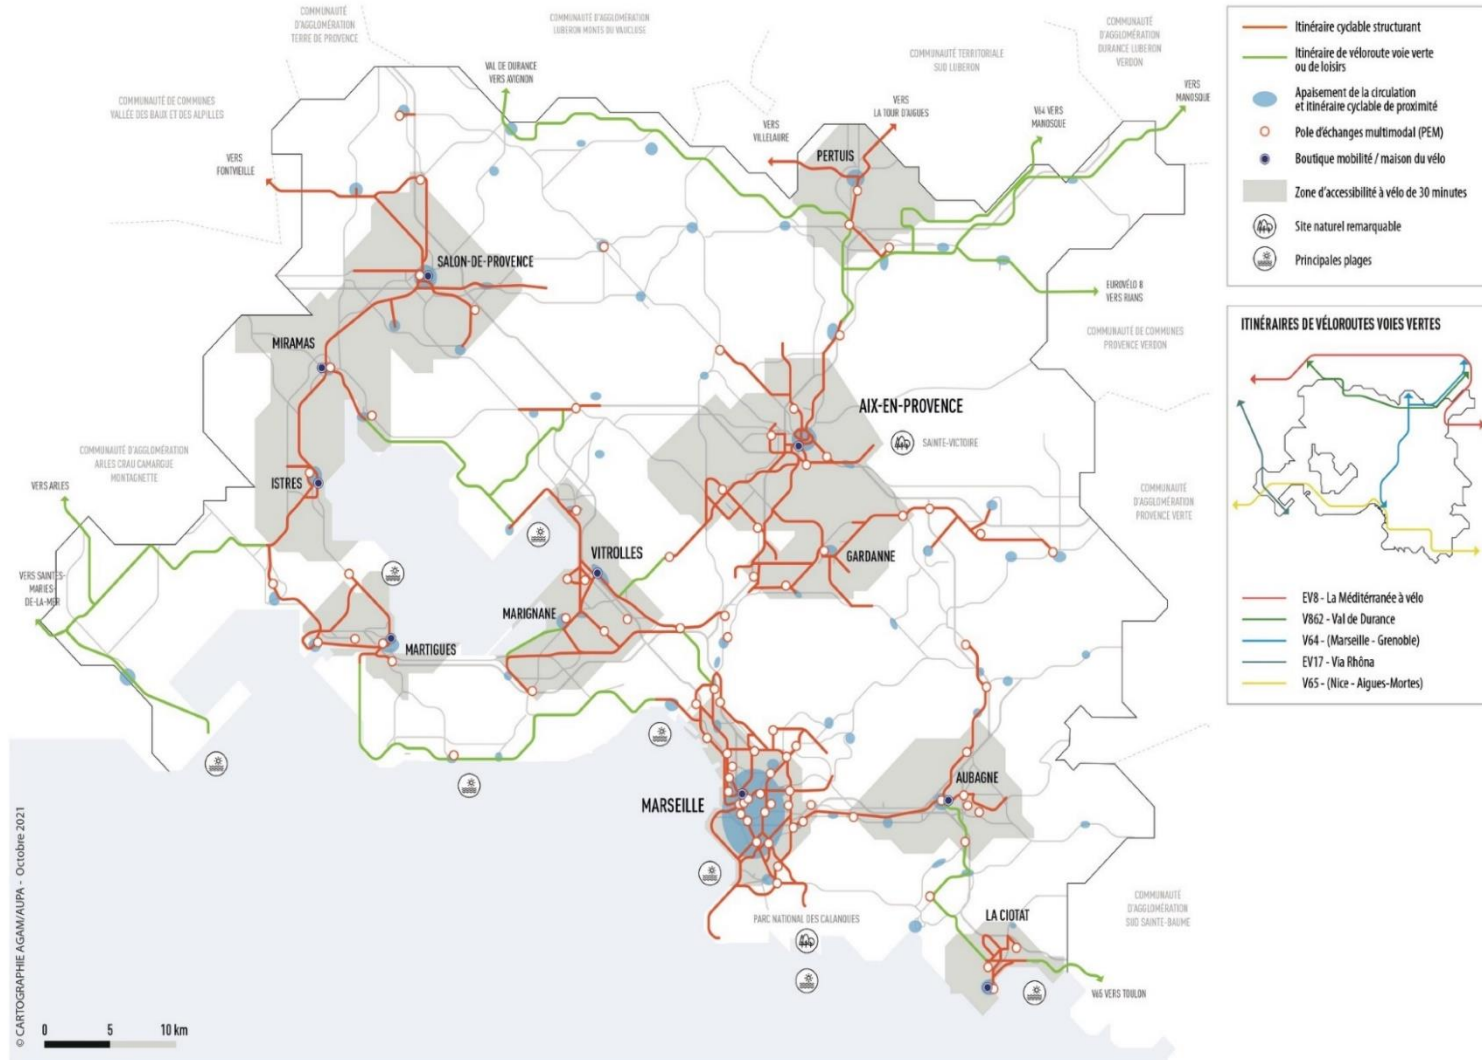 COMMUNAUTÉ
D'AGGLOMÉRATION
TERRE DE PROVENCE
COMMUNAUTÉ D'AGGLOMÉRATION
LUBERON MONTS DU VAUCLUSE
COMMUNAUTÉ TERRITORIALE
SUD LUBERON
COMMUNAUTÉ
D'AGGLOMÉRATION
DURANCE LUBERON
VERDON
COMMUNAUTÉ DE COMMUNES
VALLÉE DES BAUX ET DES ALPILLES
VAL DE DURANCE
VERS AVIGNON
VERS
FONTVIEILLE
VERS
VILLELAURE
VERS
LA TOUR D'AIGUES
V64 VERS
MANOSQUE
VERS
MANOSQUE
PERTUIS
SALON-DE-PROVENCE
EUROVÉLO 8
VERS RIANS
COMMUNAUTÉ DE COMMUNES
PROVENCE VERDON
MIRAMAS
AIX-EN-PROVENCE
SAINTE-VICTOIRE
COMMUNAUTÉ D'AGGLOMÉRATION
ARLES CRAU CAMARGUE
MONTAGNETTE
ISTRES
VERS ARLES
COMMUNAUTÉ
D'AGGLOMÉRATION
PROVENCE VERTE
VITROLLES
GARDANNE
VERS SAINTES-
MARIES-
DE-LA-MER
MARIGNANE
MARTIGUES
MARSEILLE
AUBAGNE
PARC NATIONAL DES CALANQUES
LA CIOTAT
COMMUNAUTÉ
D'AGGLOMÉRATION
SUD SAINTE-BAUME
V65 VERS TOULON
© CARTOGRAPHIE AGAM/AUPA - Octobre 2021
0 5 10 km
Itinéraire cyclable structurant
Itinéraire de véloroute voie verte
ou de loisirs
Apaisement de la circulation
et itinéraire cyclable de proximité
Pole d'échanges multimodal (PEM)
Boutique mobilité / maison du vélo
Zone d'accessibilité à vélo de 30 minutes
Site naturel remarquable
Principales plages
ITINÉRAIRES DE VÉLOROUTES VOIES VERTES
EV8 - La Méditérranée à vélo
V862 - Val de Durance
V64 - (Marseille - Grenoble)
EV17 - Via Rhôna
V65 - (Nice - Aigues-Mortes)